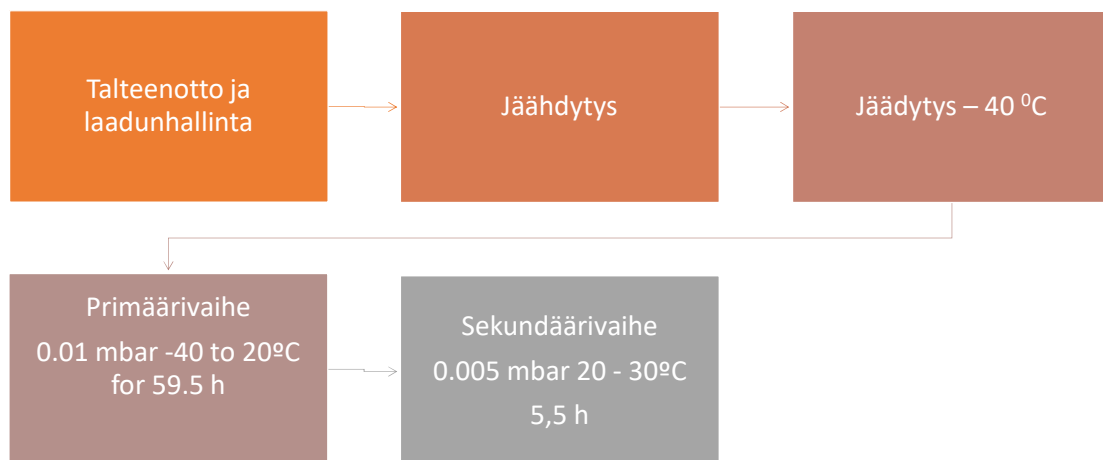 Talteenotto ja
laadunhallinta
Jäähdytys
Jäädytys – 40 ⁰C
Primäärivaihe
0.01 mbar -40 to 20ºC
for 59.5 h
Sekundäärivaihe
0.005 mbar 20 - 30ºC
5,5 h